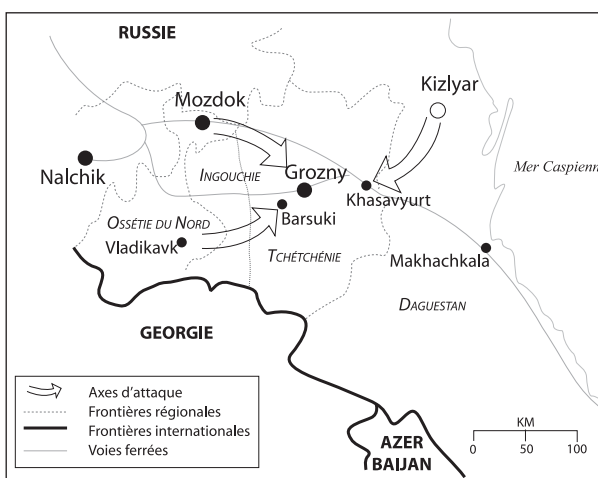 RUSSIE
Kizlyar
Mozdok
Mer Caspienn
INGOUCHIE
Grozny
Nalchik
Khasavyurt
Barsuki
OSSÉTIE DU NORD
Vladikavk
TCHÉTCHÉNIE
Makhachkala
DAGUESTAN
GEORGIE
Axes d'attaque
Frontières régionales
Frontières internationales
Voies ferrées
AZER
BAIJAN
KM
0 50 100